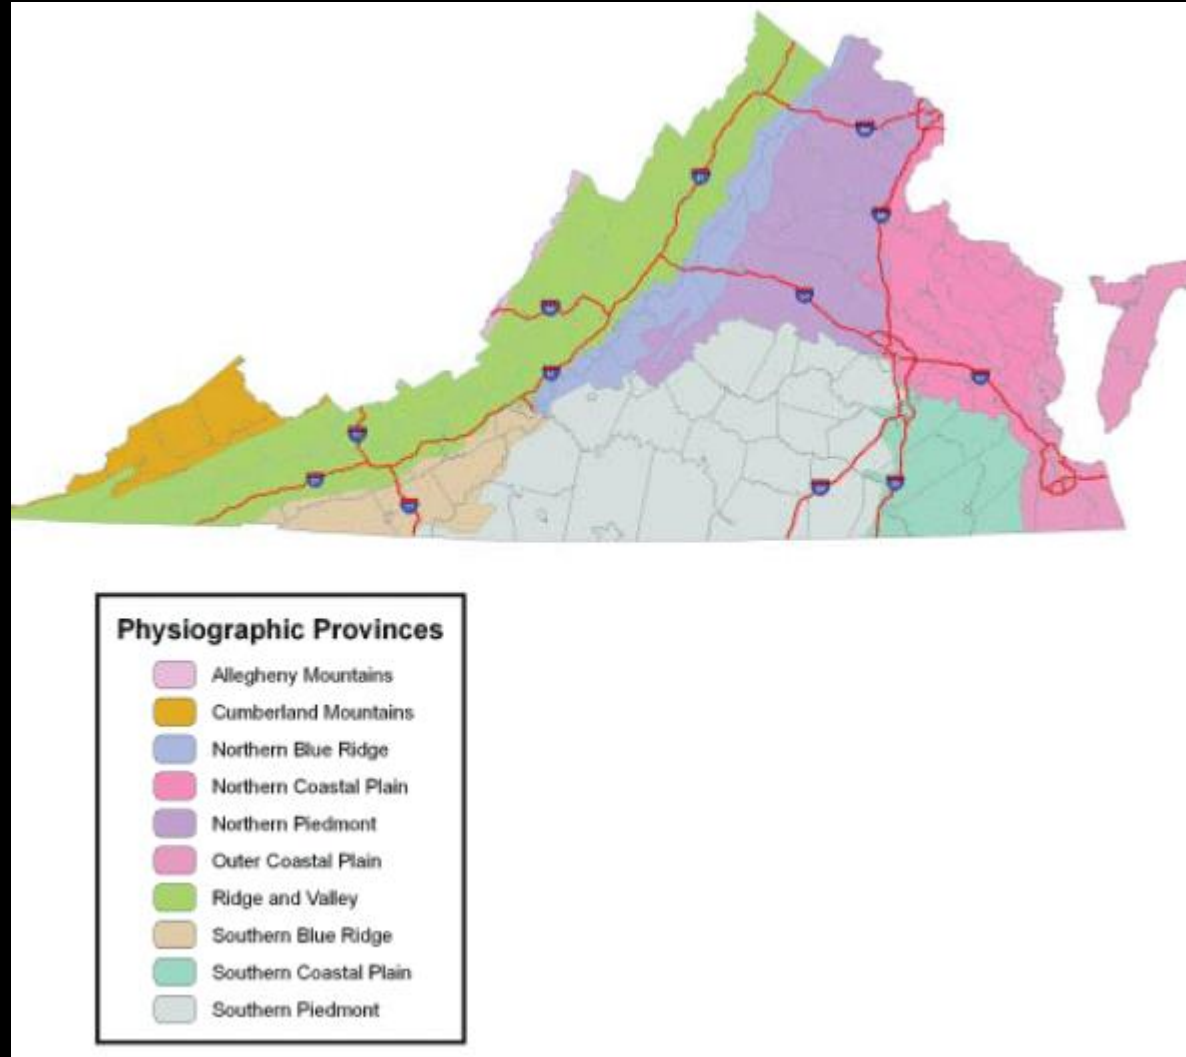 Physiographic Provinces
Allegheny Mountains
Cumberland Mountains
Northern Blue Ridge
Northern Coastal Plain
Northern Piedmont
Outer Coastal Plain
Ridge and Valley
Southern Blue Ridge
Southern Coastal Plain
Southern Piedmont